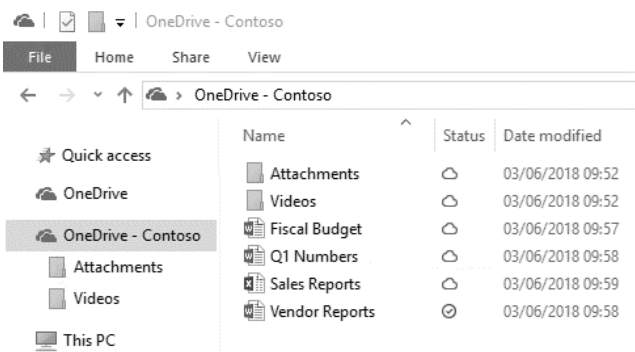 OneDrive - Contoso
File Home Share View
OneDrive - Contoso
Name Status Date modified
Quick access
OneDrive
OneDrive - Contoso
Attachments
Videos
This PC
Attachments 03/06/2018 09:52
Videos 03/06/2018 09:52
Fiscal Budget 03/06/2018 09:57
Q1 Numbers 03/06/2018 09:58
Sales Reports 03/06/2018 09:59
Vendor Reports 03/06/2018 09:58